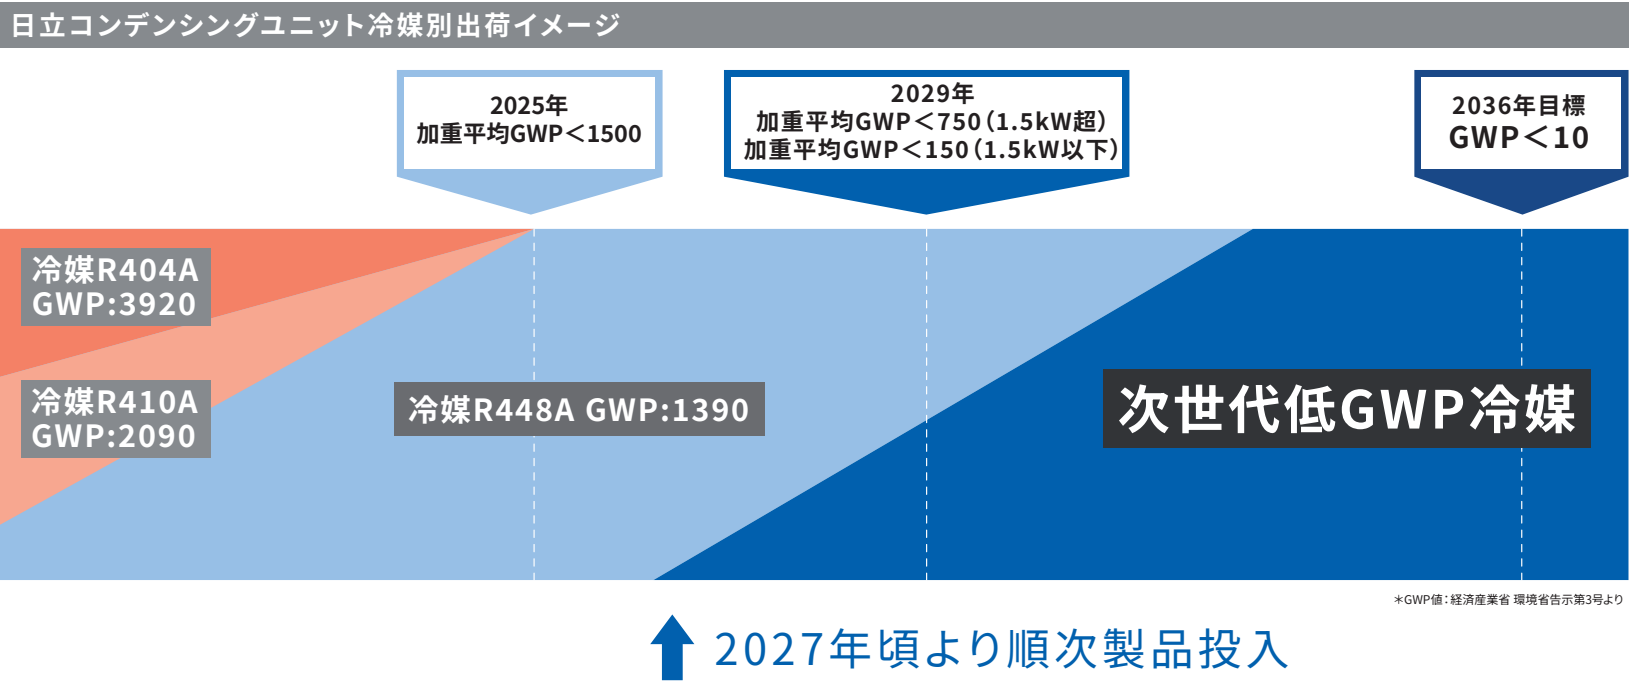 日立コンデンシングユニット冷媒別出荷イメージ
2025年
加重平均GWP＜1500
2029年
加重平均GWP＜750（1.5kW超）
加重平均GWP＜150（1.5kW以下）
2036年目標
GWP＜10
冷媒R404A
GWP:3920
冷媒R410A
GWP:2090
冷媒R448A GWP:1390
次世代低GWP冷媒
＊GWP値：経済産業省 環境省告示第3号より
2027年頃より順次製品投入